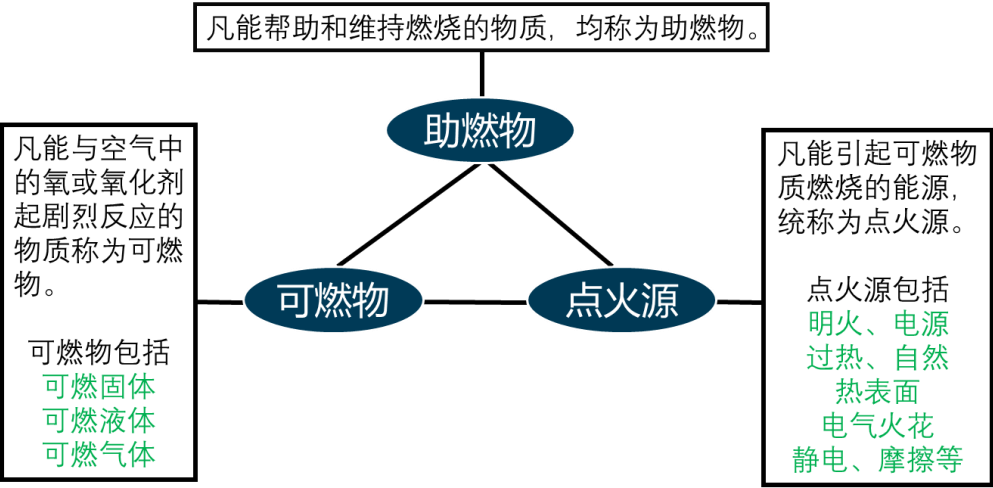 凡能帮助和维持燃烧的物质，均称为助燃物。
助燃物
凡能与空气中
的氧或氧化剂
起剧烈反应的
物质称为可燃
物。
可燃物包括
可燃固体
可燃液体
可燃气体
可燃物
点火源
凡能引起可燃物
质燃烧的能源，
统称为点火源。
点火源包括
明火、电源
过热、自然
热表面
电气火花
静电、摩擦等